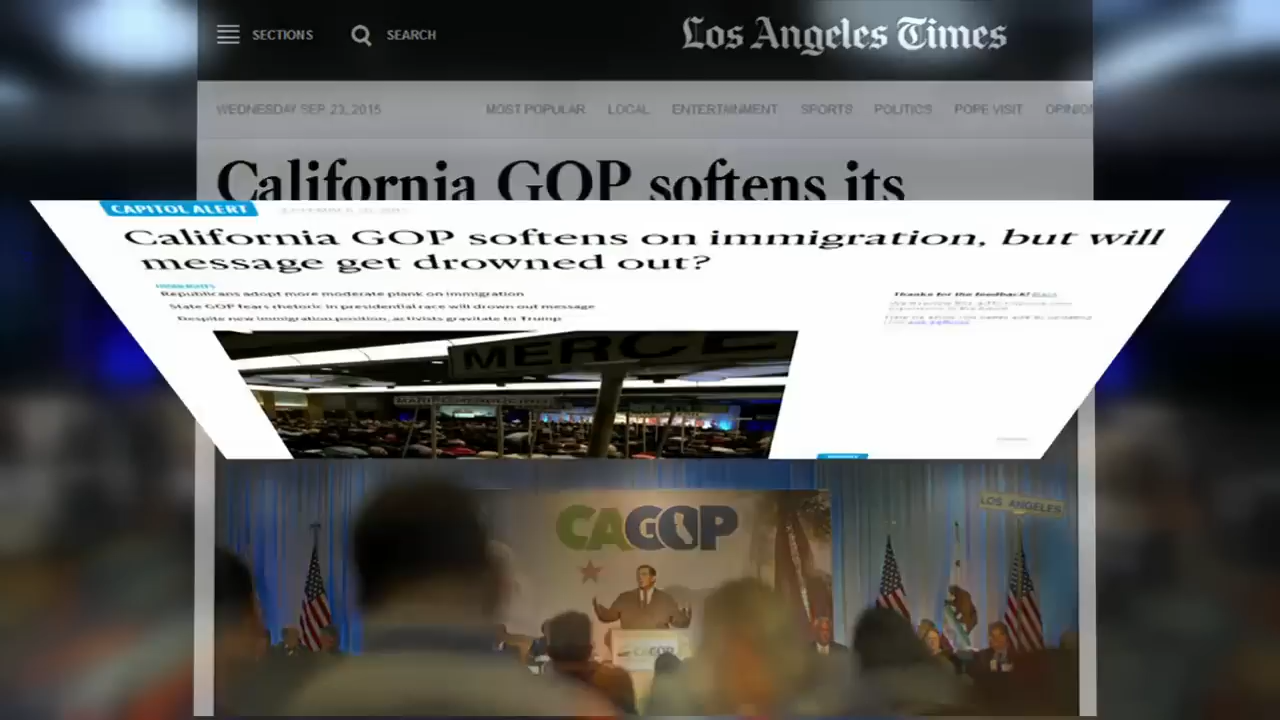 SECTIONS
SEARCH
Los Angeles Times
WEDNESDAY SEP. 23, 2015
MOST POPULAR
LOCAL
ENTERTAINMENT
SPORTS
POLITICS
POPE VISIT
OPINION
California GOP softens its
CAPITOL ALERT
California GOP softens on immigration, but will
message get drowned out?
HIGHLIGHTS
Republicans adopt more moderate plank on immigration
State GOP fears rhetoric in presidential race will drown out message
Despite new immigration position, activists gravitate to Trump
Thanks for the feedback!
MERCE
LOS ANGELES
CAGOP
CAGOP